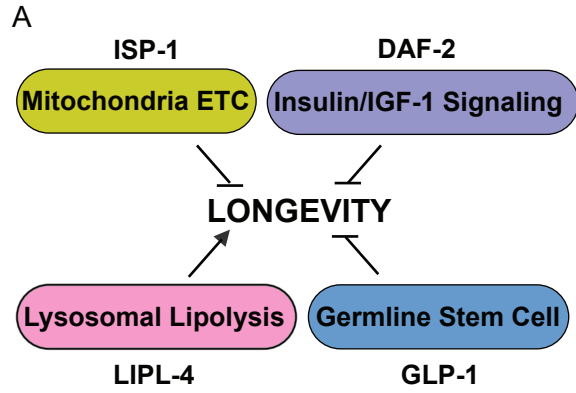 A
ISP-1
DAF-2
Mitochondria ETC
Insulin/IGF-1 Signaling
LONGEVITY
Lysosomal Lipolysis
Germline Stem Cell
LIPL-4
GLP-1